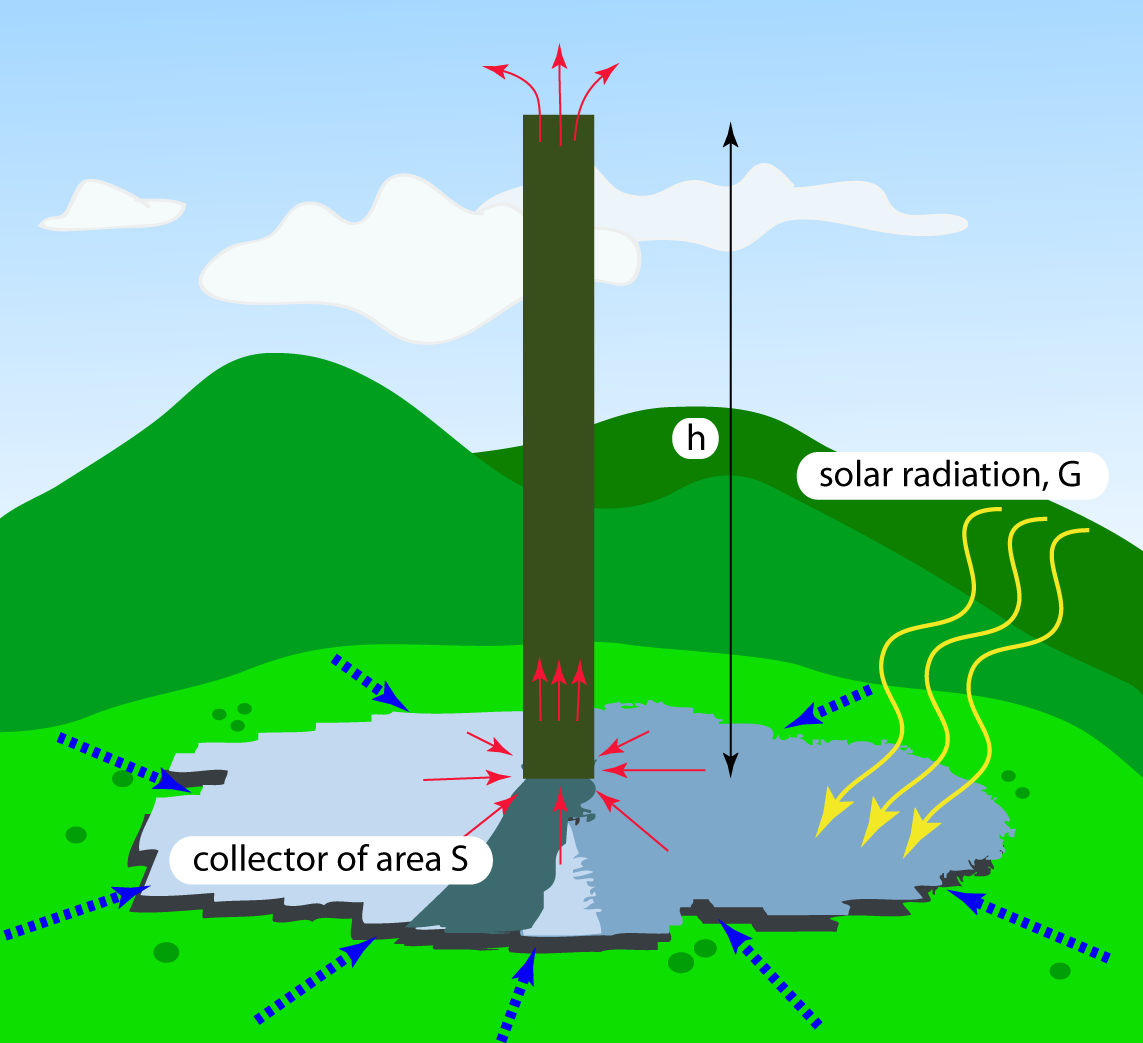 h
solar radiation, G
collector of area S